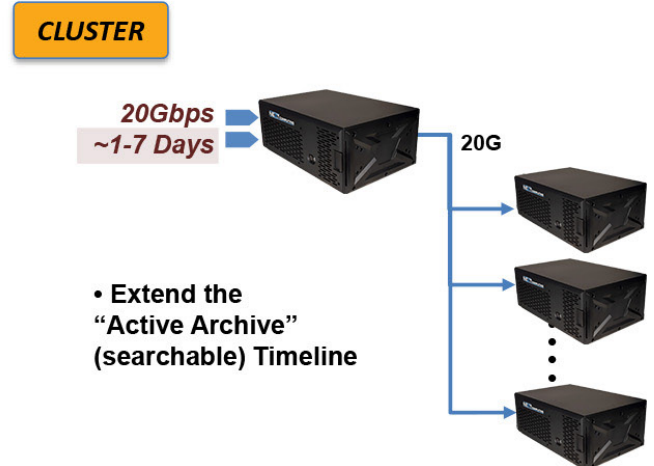 CLUSTER
20Gbps
~1-7 Days
20G
• Extend the
“Active Archive”
(searchable) Timeline